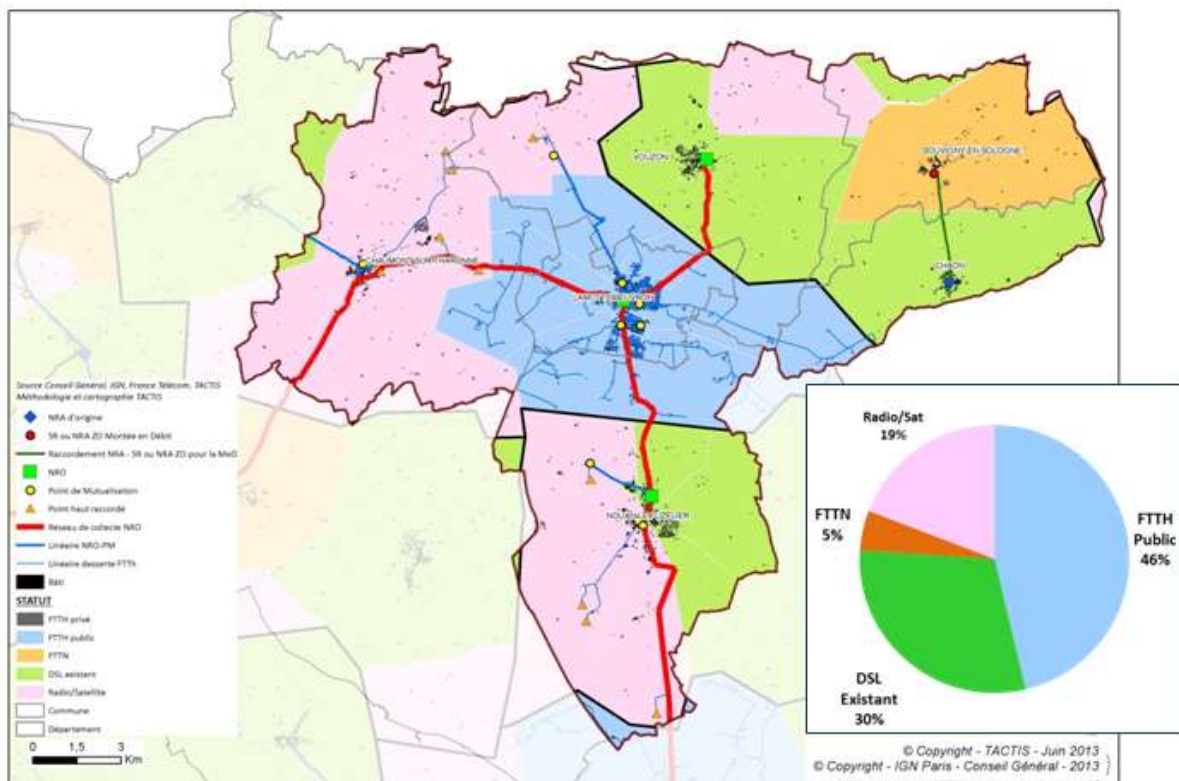 VOUZON
SOUVIGNY-EN-SOLOGNE
CHAON
CHAUMONT-SUR-THARONNE
LAMOTTE-BEUVRON
NOUAN-LE-FUZELIER
Source Conseil Général, IGN, France Télécom, TACTIS
Méthodologie et cartographie TACTIS
NRA d'origine
SR ou NRA ZO Montée en Débit
Raccordement NRA - SR ou NRA ZO pour la MeD
NRO
Point de Mutualisation
Point haut raccordé
Réseau de collecte NRO
Linéaire NRO-PM
Linéaire desserte FTTh
Bâti
STATUT
FTTH privé
FTTH public
FTTN
DSL existant
Radio/Satellite
Commune
Département
0 1,5 3
Km
Radio/Sat
19%
FTTN
5%
FTTH
Public
46%
DSL
Existant
30%
© Copyright - TACTIS - Juin 2013
© Copyright - IGN Paris - Conseil Général - 2013